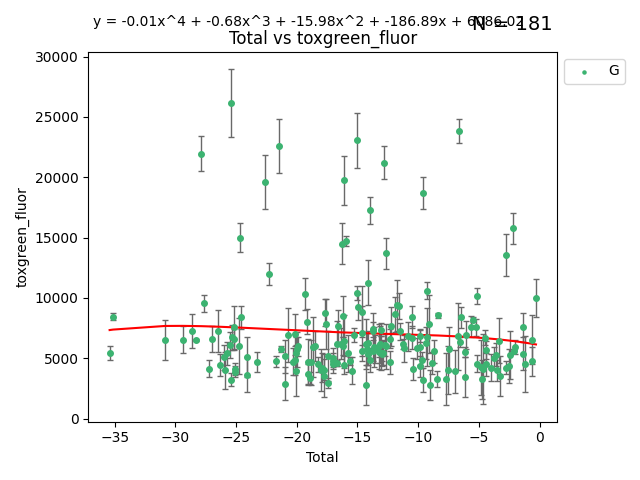 y = -0.01x^4 + -0.68x^3 + -15.98x^2 + -186.89x + 6086.02
N = 181
Total vs toxgreen_fluor
G
30000
25000
20000
15000
10000
5000
0
toxgreen_fluor
−35 −30 −25 −20 −15 −10 −5 0
Total